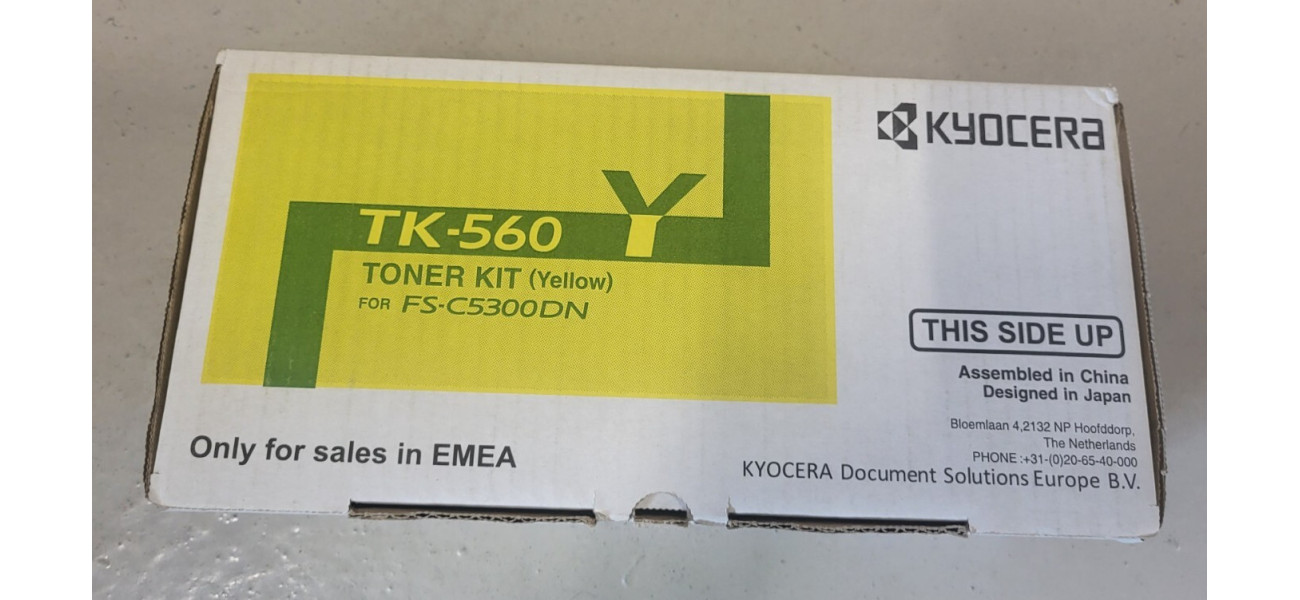 KYOCERA
TK-560 Y
TONER KIT (Yellow)
FOR FS-C5300DN
THIS SIDE UP
Assembled in China
Designed in Japan
Bloemlaan 4,2132 NP Hoofddorp,
The Netherlands
PHONE :+31-(0)20-65-40-000
KYOCERA Document Solutions Europe B.V.
Only for sales in EMEA